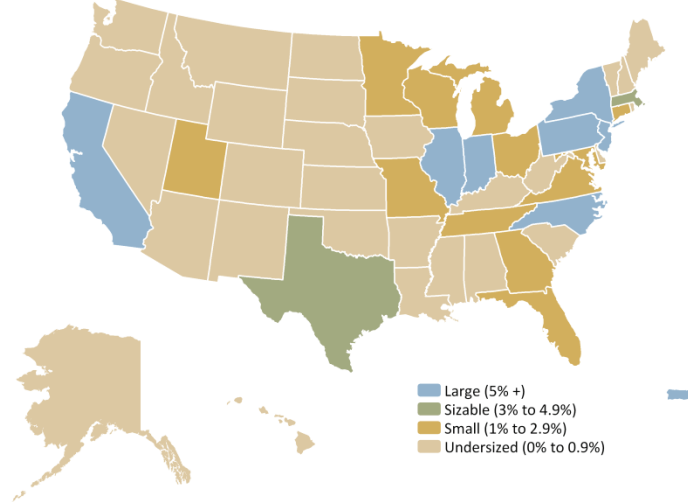 Large (5% +)
Sizable (3% to 4.9%)
Small (1% to 2.9%)
Undersized (0% to 0.9%)